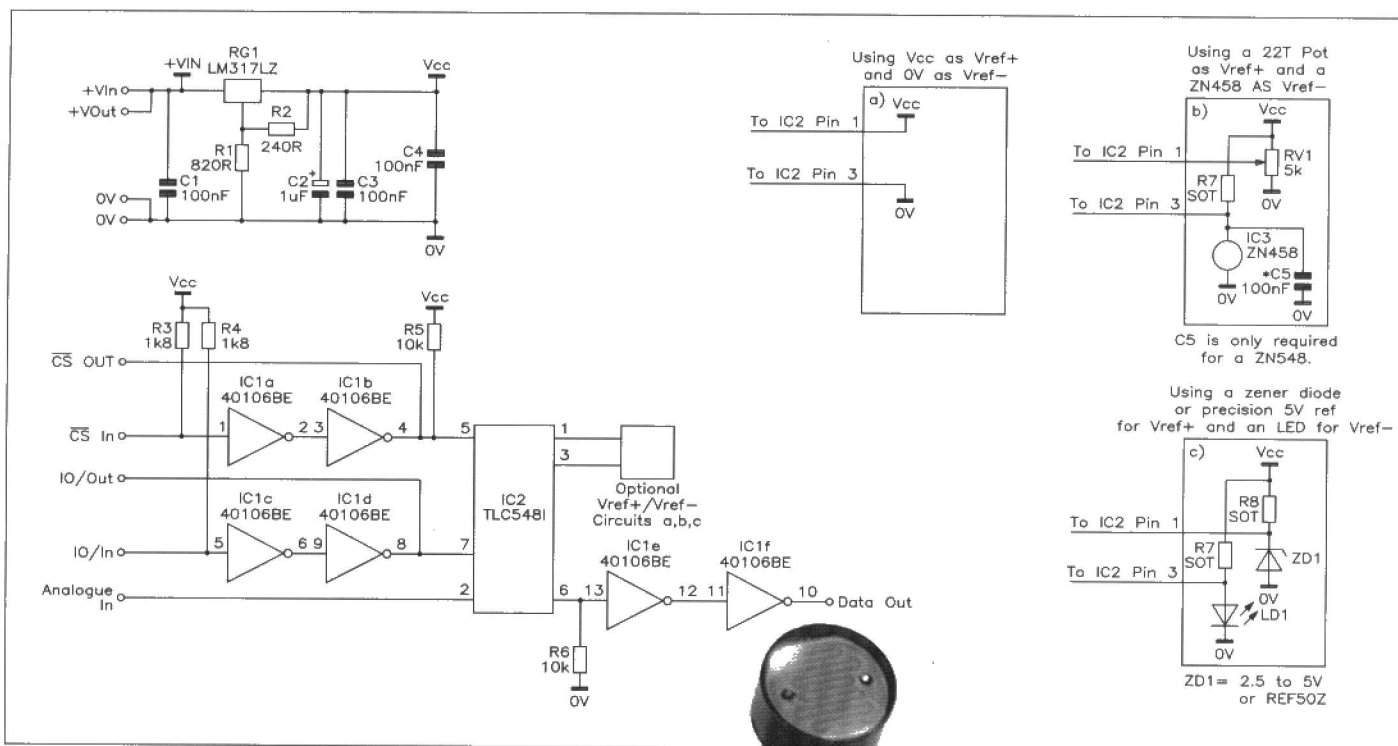 +VIN
RG1
LM317LZ
Vcc
+VIn
+VOut
R2
240R
R1
820R
C1
100nF
C2
1uF
+
C3
100nF
C4
100nF
0V
0V
0V
Vcc
R3
1k8
R4
1k8
Vcc
R5
10k
CS OUT
IC1a
40106BE
IC1b
40106BE
CS In
1
2
3
4
5
1
3
IO/Out
IC1c
40106BE
IC1d
40106BE
IC2
TLC548I
Optional
Vref+/Vref-
Circuits a,b,c
IO/In
5
6
9
8
7
Analogue
In
2
6
IC1e
40106BE
IC1f
40106BE
13
12
11
10
Data Out
R6
10k
0V
Using Vcc as Vref+
and 0V as Vref-
a)
Vcc
To IC2 Pin 1
To IC2 Pin 3
0V
Using a 22T Pot
as Vref+ and a
ZN458 AS Vref-
b)
Vcc
To IC2 Pin 1
RV1
5k
R7
SOT
0V
To IC2 Pin 3
IC3
ZN458
*C5
100nF
0V
0V
C5 is only required
for a ZN548.
Using a zener diode
or precision 5V ref
for Vref+ and an LED for Vref-
c)
Vcc
R8
SOT
To IC2 Pin 1
R7
SOT
ZD1
To IC2 Pin 3
0V
LD1
0V
ZD1= 2.5 to 5V
or REF50Z